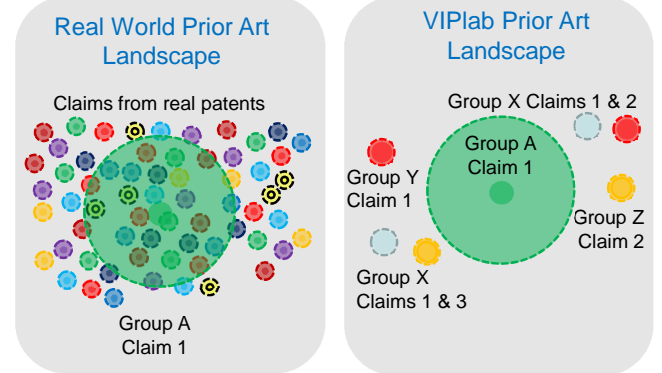 Real World Prior Art
Landscape
Claims from real patents
Group A
Claim 1
VIPlab Prior Art
Landscape
Group X Claims 1 & 2
Group A
Claim 1
Group Y
Claim 1
Group Z
Claim 2
Group X
Claims 1 & 3